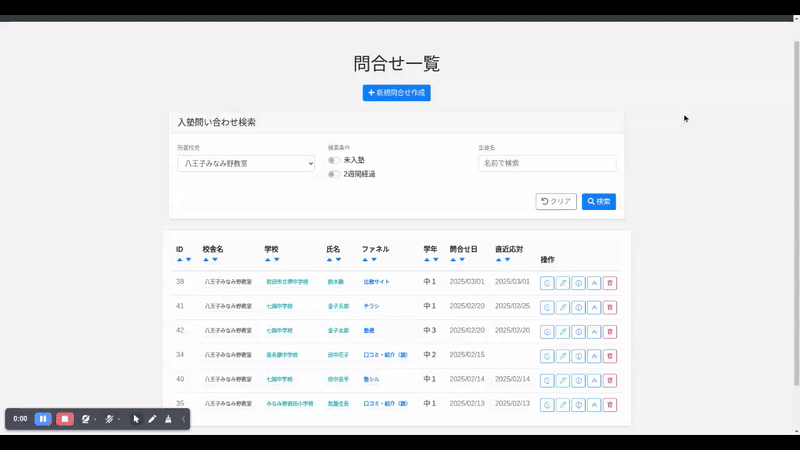 問合せ一覧
+ 新規問合せ作成
入塾問い合わせ検索
所属校舎 検索条件 生徒名
八王子みなみ野教室 未入塾 名前で検索
2週間経過
クリア 検索
ID 校舎名 学校 氏名 ファネル 学年 問合せ日 直近応対 操作
38 八王子みなみ野教室 町田市立堺中学校 鈴木塾 比較サイト 中1 2025/03/01 2025/03/01
41 八王子みなみ野教室 七国中学校 金子五郎 チラシ 中1 2025/02/20 2025/02/25
42 八王子みなみ野教室 七国中学校 金子太郎 塾選 中3 2025/02/20 2025/02/20
34 八王子みなみ野教室 喜多郎中学校 田中花子 口コミ・紹介（親） 中2 2025/02/15
40 八王子みなみ野教室 七国中学校 田中良平 塾シル 中1 2025/02/14 2025/02/14
35 八王子みなみ野教室 みなみ野君田小学校 口コミ・紹介（親） 中1 2025/02/13 2025/02/13
0:00